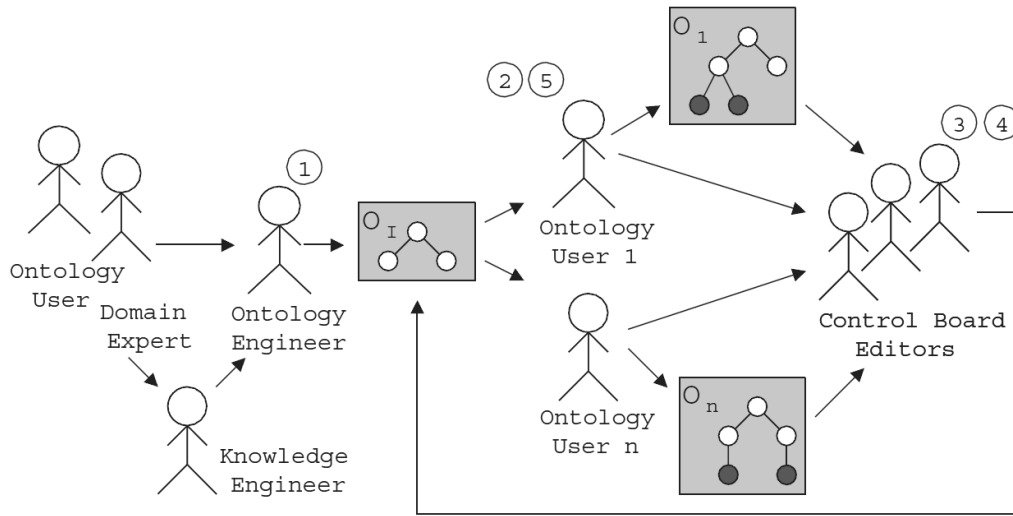 Ontology
User
Domain
Expert
1
Ontology
Engineer
Knowledge
Engineer
O I
2 5
Ontology
User 1
O 1
Ontology
User n
O n
3 4
Control Board
Editors